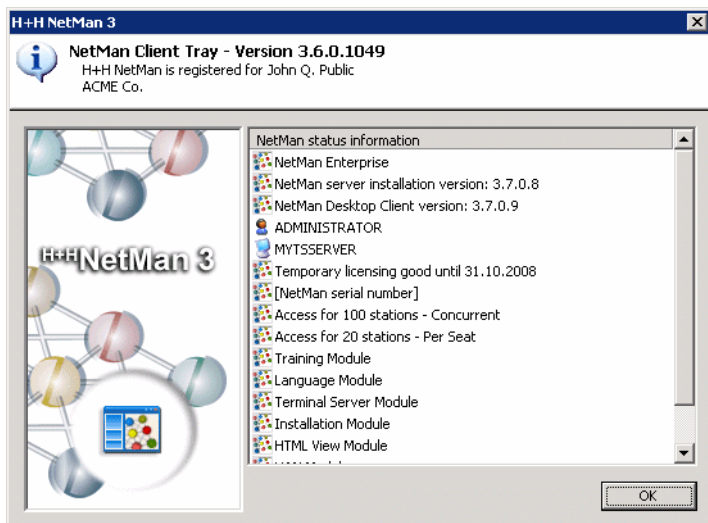 H+H NetMan 3
NetMan Client Tray - Version 3.6.0.1049
H+H NetMan is registered for John Q. Public
ACME Co.
H+HNetMan 3
NetMan status information
NetMan Enterprise
NetMan server installation version: 3.7.0.8
NetMan Desktop Client version: 3.7.0.9
ADMINISTRATOR
MYTSSERVER
Temporary licensing good until 31.10.2008
[NetMan serial number]
Access for 100 stations - Concurrent
Access for 20 stations - Per Seat
Training Module
Language Module
Terminal Server Module
Installation Module
HTML View Module
OK